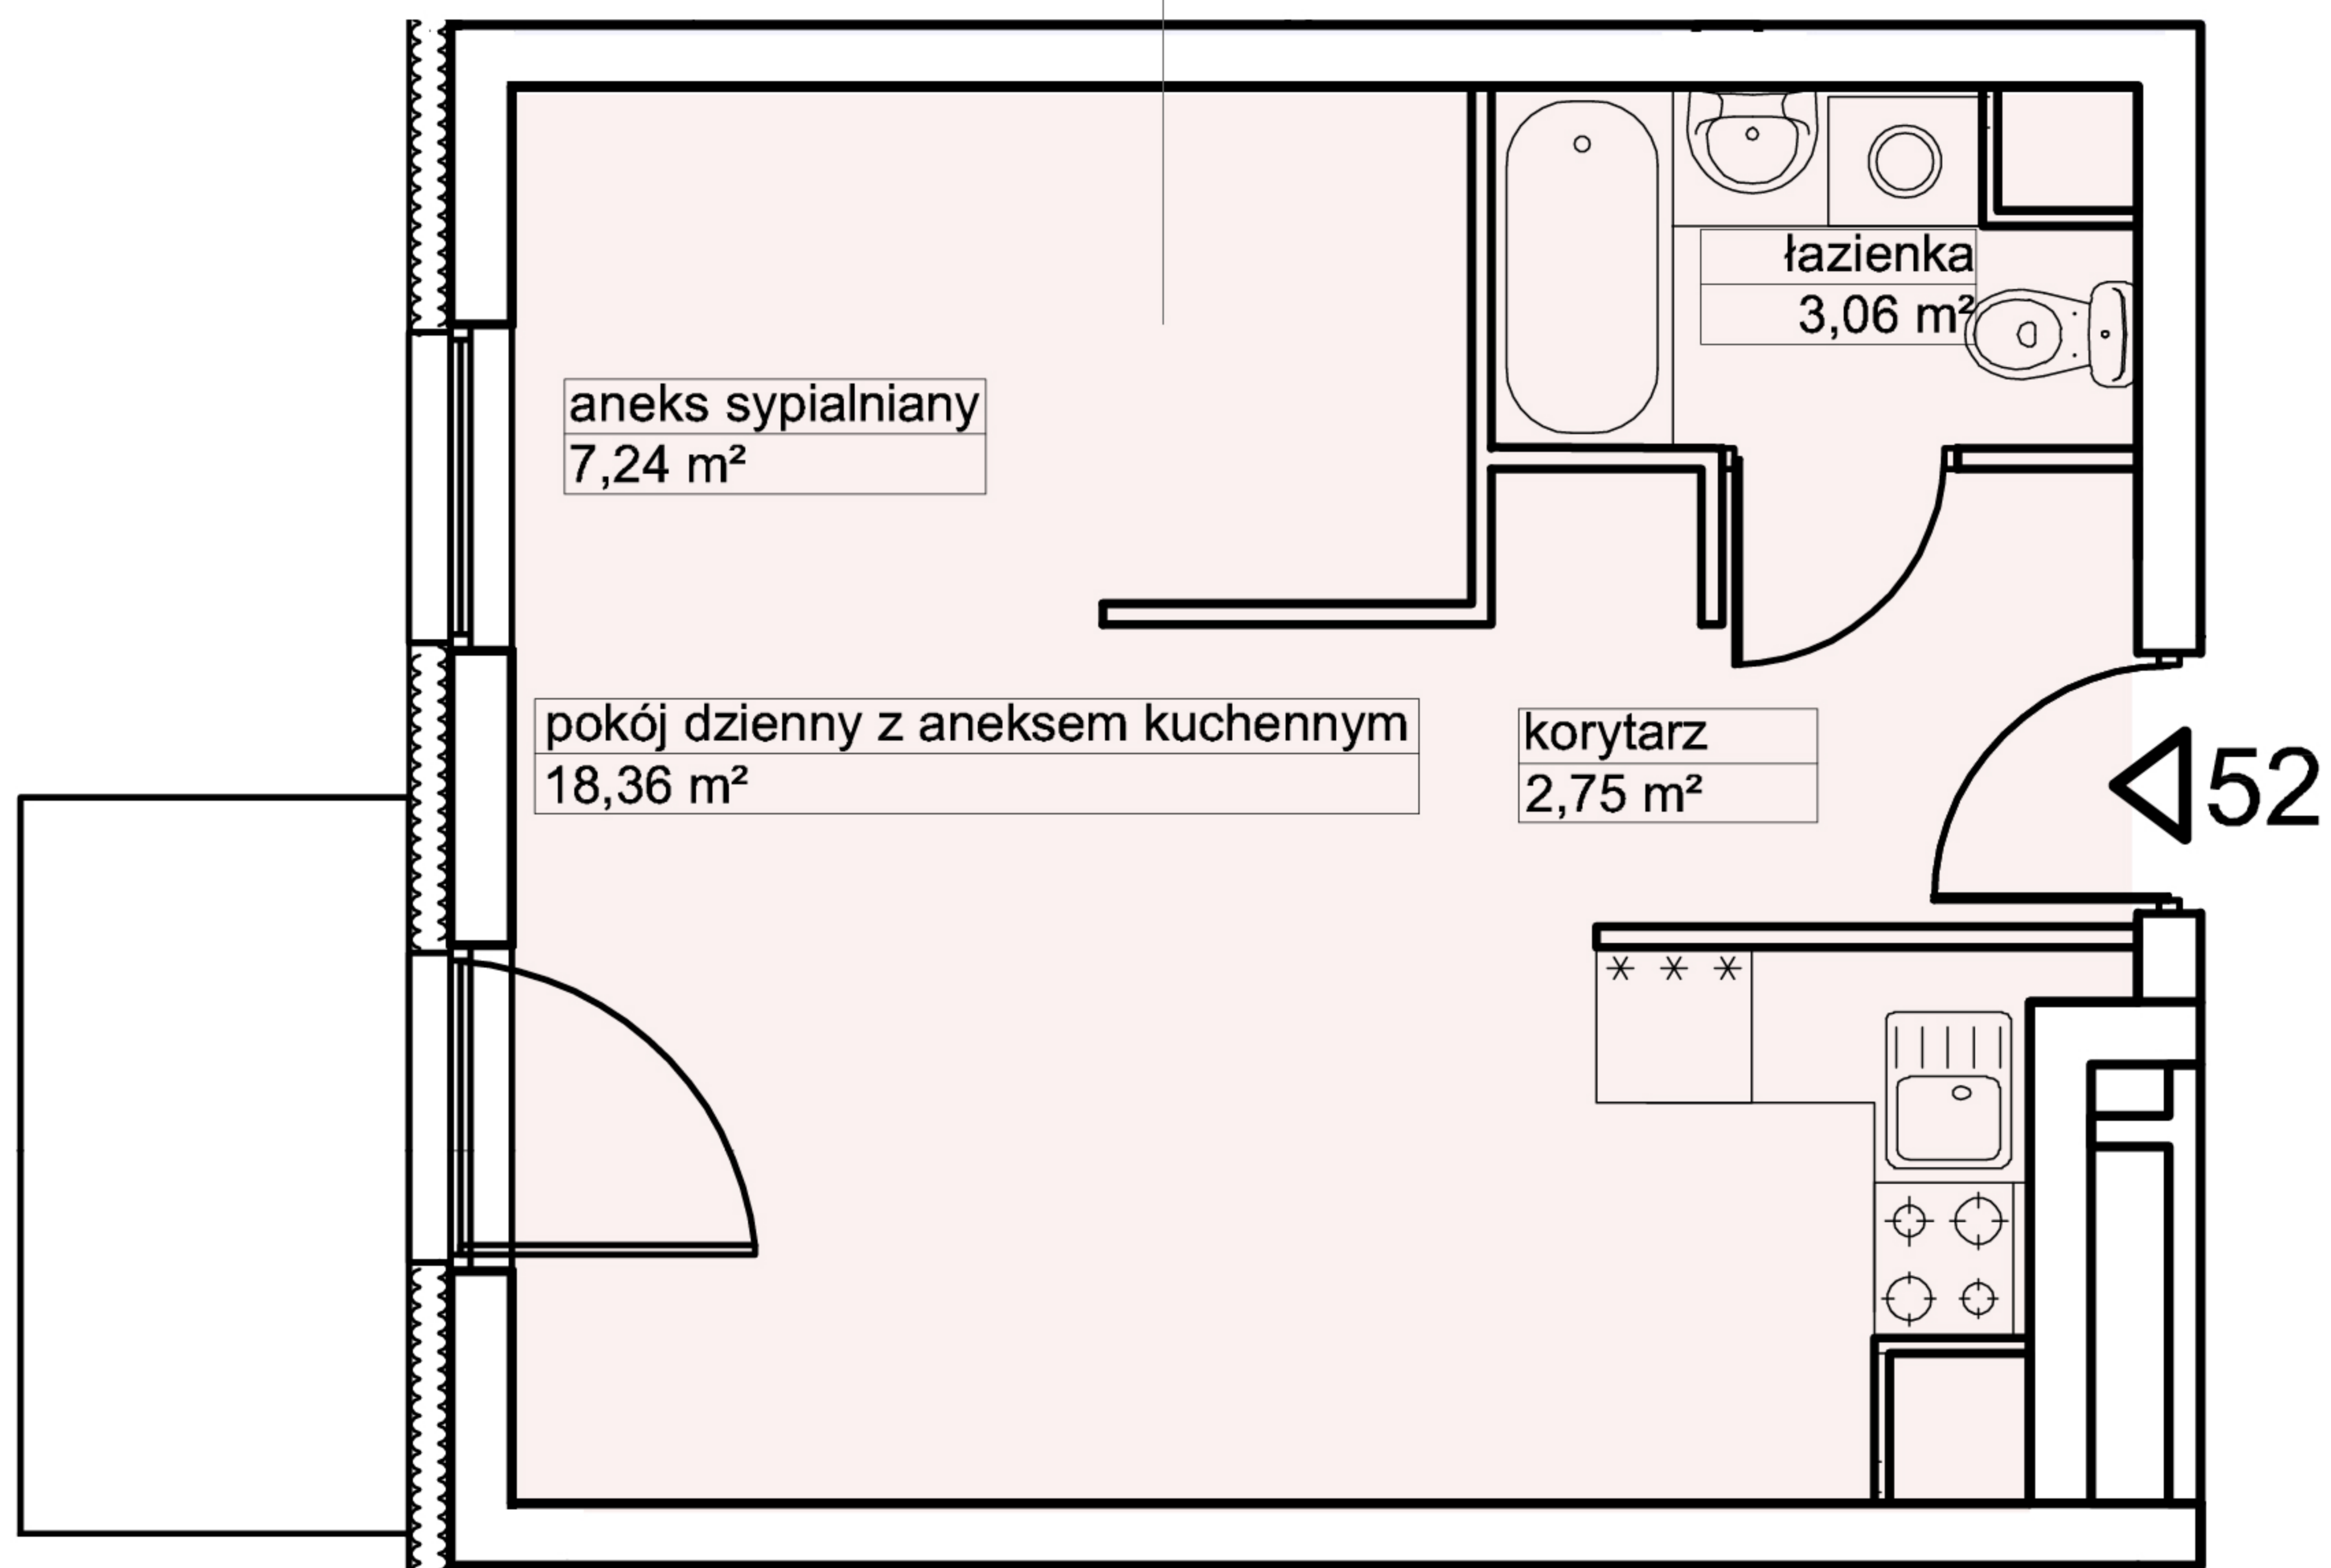 łazienka
3,06 m²
aneks sypialniany
7,24 m²
pokój dzienny z aneksem kuchennym
18,36 m²
korytarz
2,75 m²
52